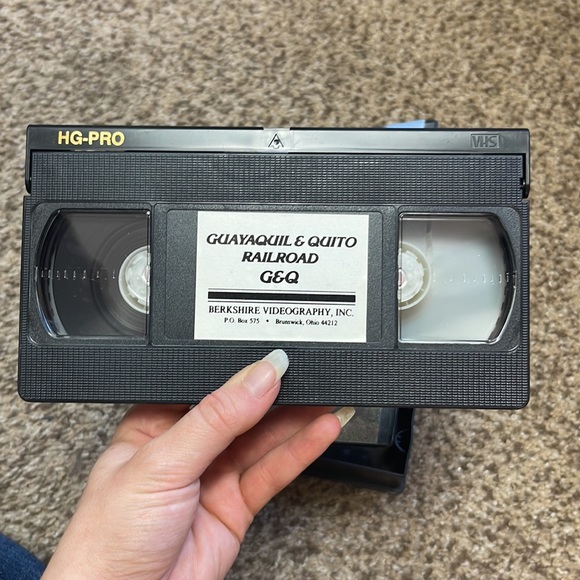 HG-PRO
VHS
GUAYAQUIL & QUITO
RAILROAD
G&Q
BERKSHIRE VIDEOGRAPHY, INC.
P.O. Box 575 • Brunswick, Ohio 44212